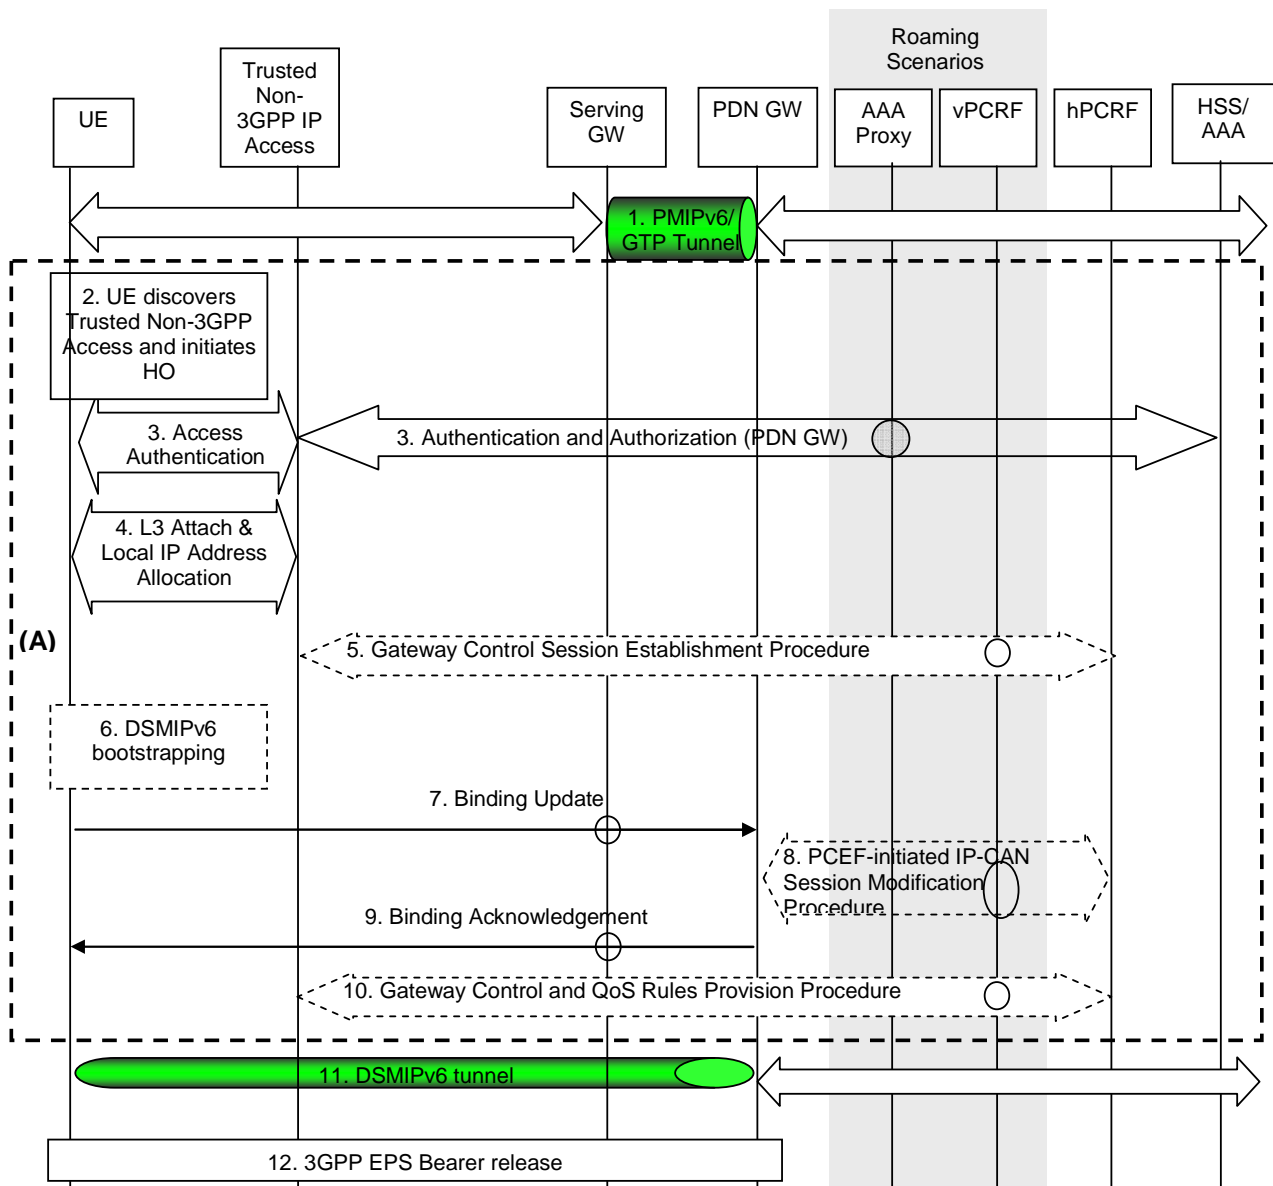 Roaming
Scenarios
UE
Trusted
Non-
3GPP IP
Access
Serving
GW
PDN GW
AAA
Proxy
vPCRF
hPCRF
HSS/
AAA
1. PMIPv6/
GTP Tunnel
2. UE discovers
Trusted Non-3GPP
Access and initiates
HO
3. Access
Authentication
3. Authentication and Authorization (PDN GW)
4. L3 Attach &
Local IP Address
Allocation
(A)
5. Gateway Control Session Establishment Procedure
6. DSMIPv6
bootstrapping
7. Binding Update
8. PCEF-initiated IP-CAN
Session Modification
Procedure
9. Binding Acknowledgement
10. Gateway Control and QoS Rules Provision Procedure
11. DSMIPv6 tunnel
12. 3GPP EPS Bearer release